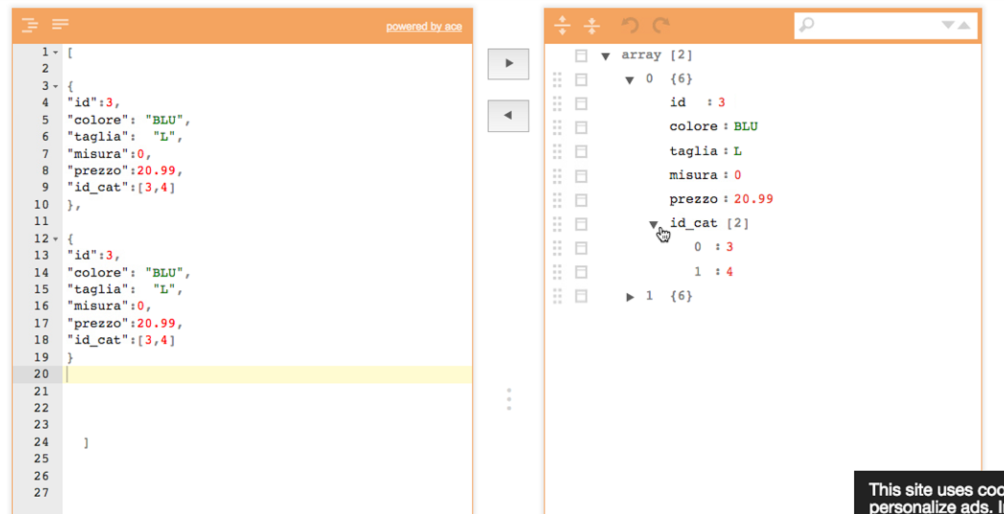 powered by ace
1 [
2
3 {
4 "id":3,
5 "colore": "BLU",
6 "taglia":  "L",
7 "misura":0,
8 "prezzo":20.99,
9 "id_cat":[3,4]
10 },
11
12 {
13 "id":3,
14 "colore": "BLU",
15 "taglia":  "L",
16 "misura":0,
17 "prezzo":20.99,
18 "id_cat":[3,4]
19 }
20
21
22
23
24   ]
25
26
27
array [2]
0 {6}
id : 3
colore : BLU
taglia : L
misura : 0
prezzo : 20.99
id_cat [2]
0 : 3
1 : 4
1 {6}
This site uses
personalize ads.